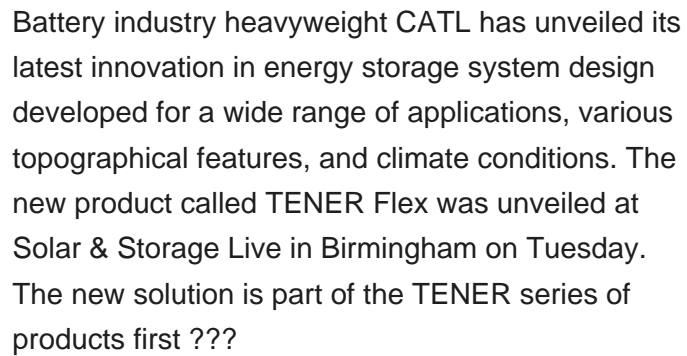 Battery industry heavyweight CATL has unveiled its
latest innovation in energy storage system design
developed for a wide range of applications, various
topographical features, and climate conditions. The
new product called TENER Flex was unveiled at
Solar & Storage Live in Birmingham on Tuesday.
The new solution is part of the TENER series of
products first ???